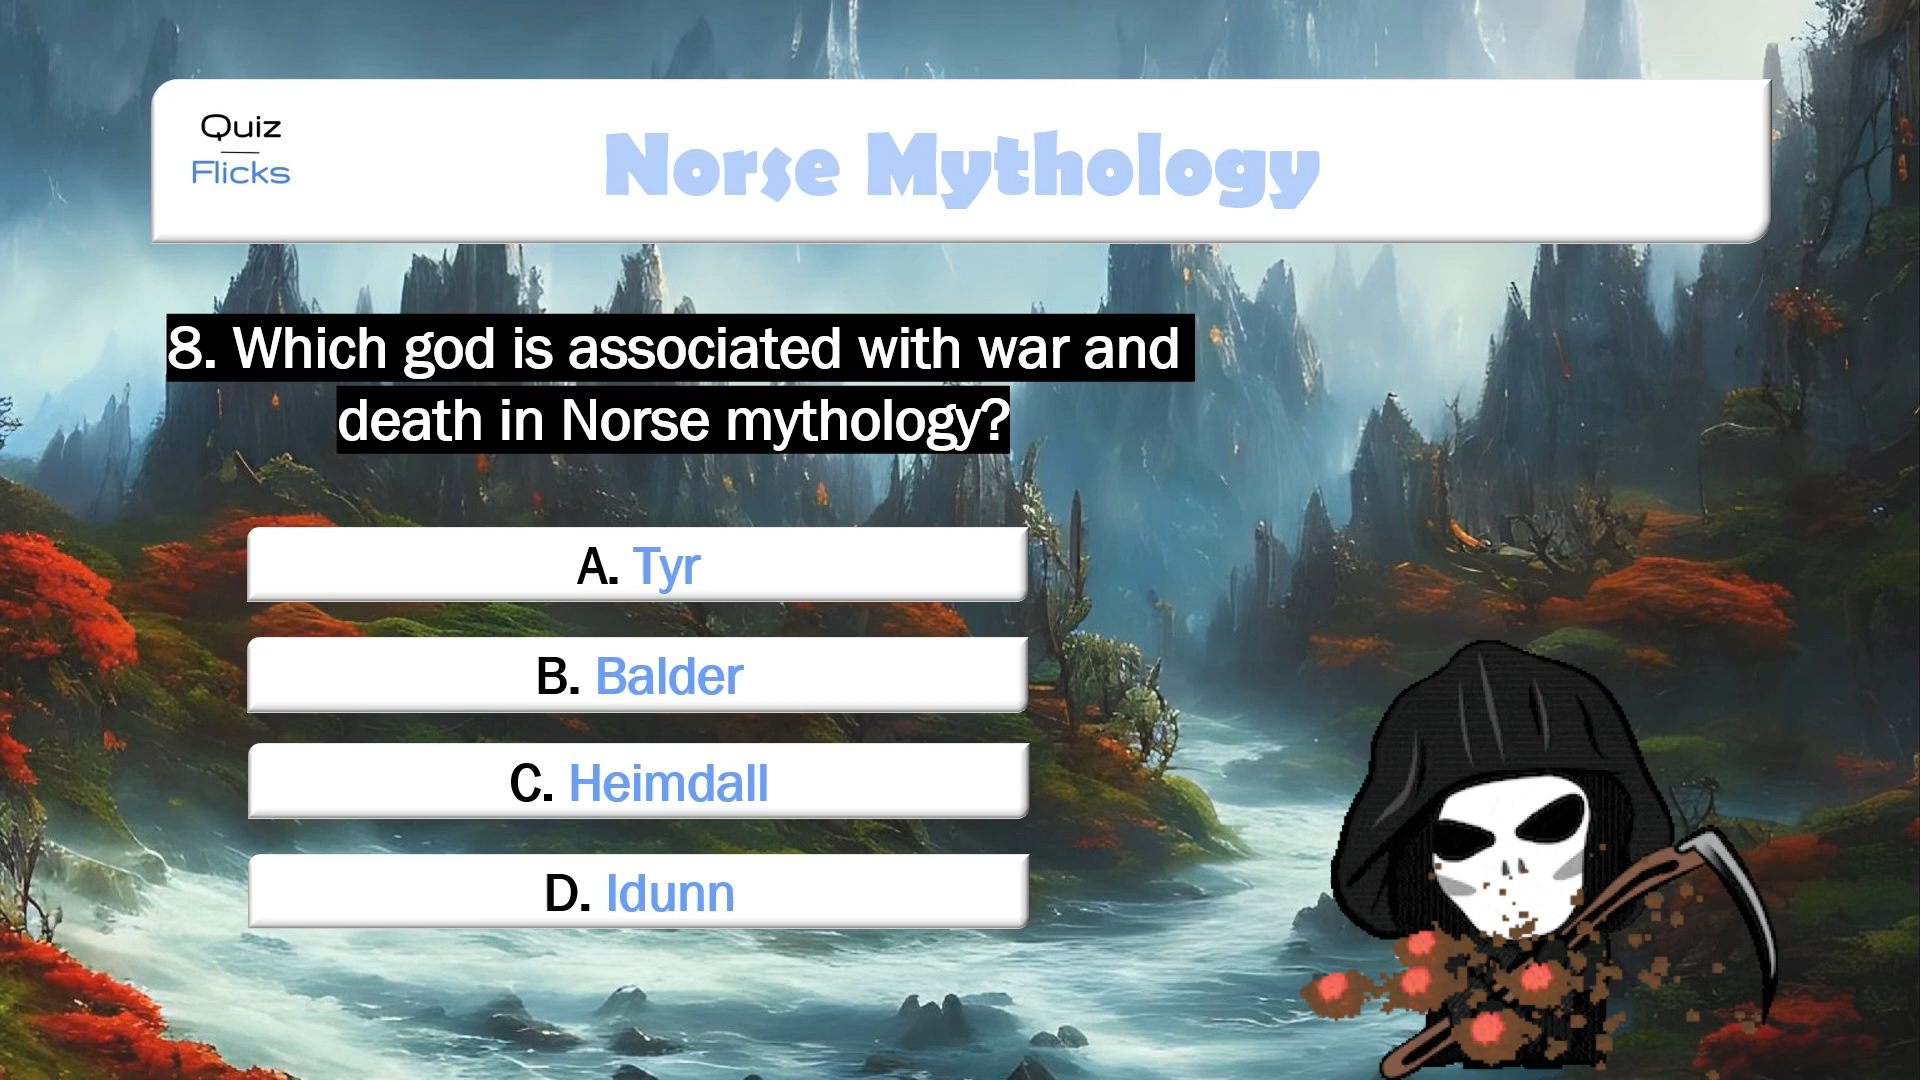 Quiz
Flicks
Norse Mythology
8. Which god is associated with war and
death in Norse mythology?
A. Tyr
B. Balder
C. Heimdall
D. Idunn